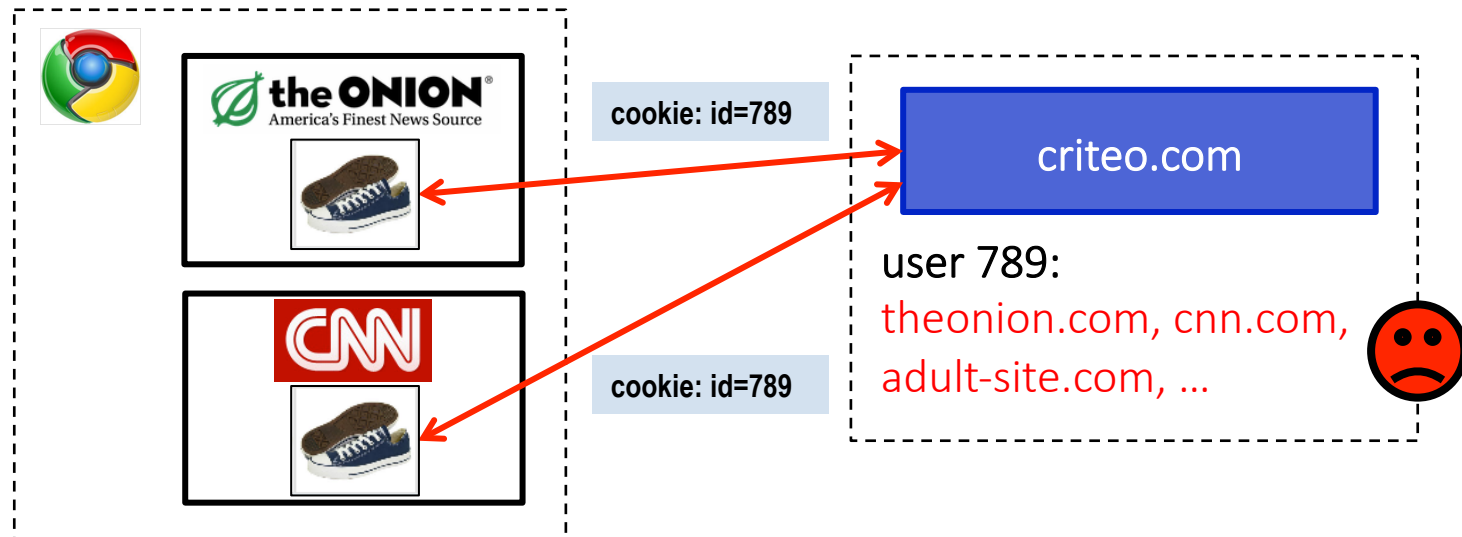 the ONION®
America's Finest News Source
cookie: id=789
criteo.com
user 789:
theonion.com, cnn.com,
adult-site.com, ...
CNN
cookie: id=789